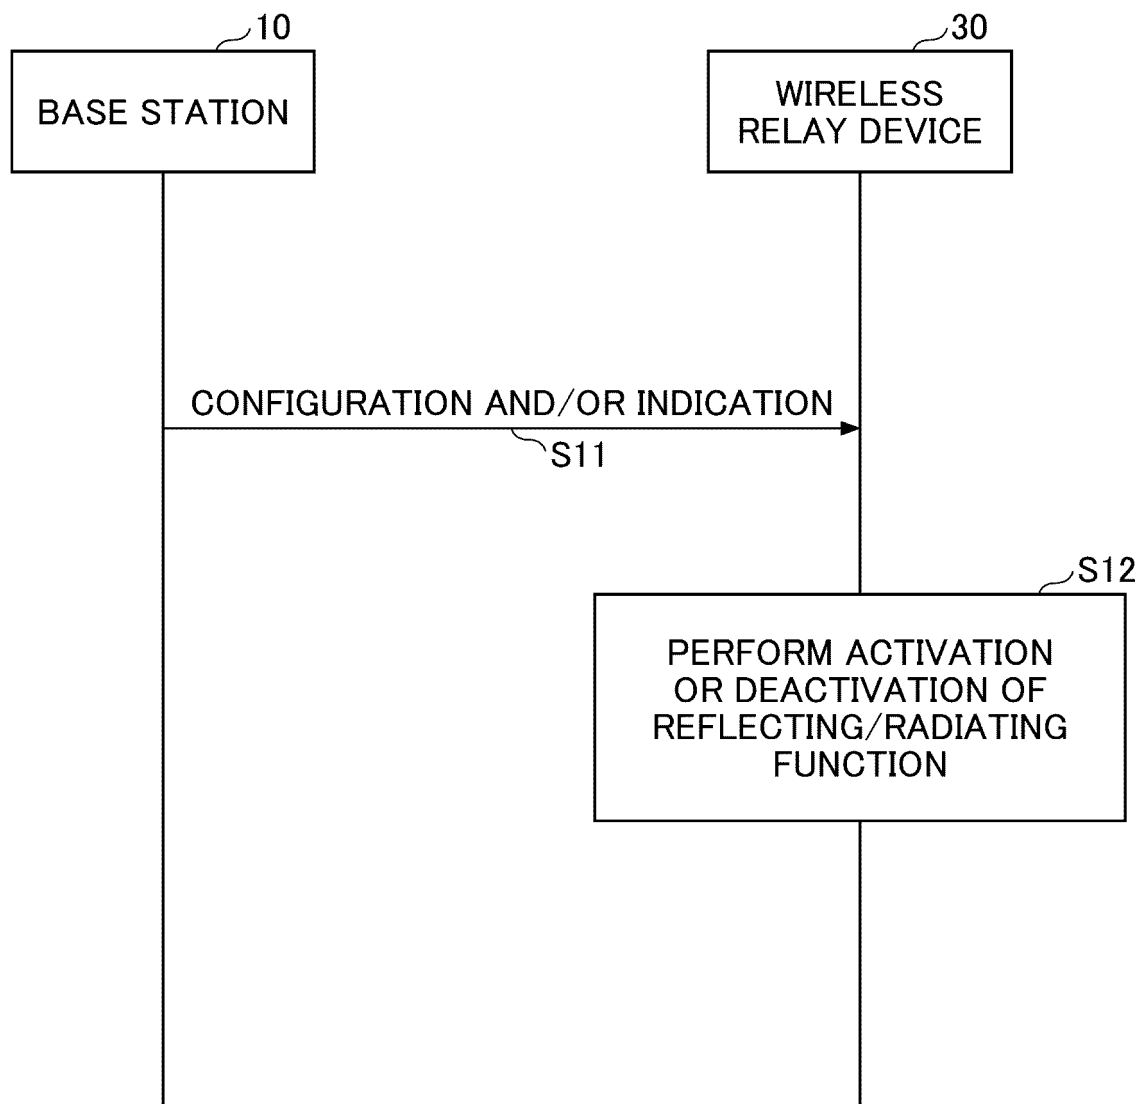 10
BASE STATION
30
WIRELESS
RELAY DEVICE
CONFIGURATION AND/OR INDICATION
S11
S12
PERFORM ACTIVATION
OR DEACTIVATION OF
REFLECTING/RADIATING
FUNCTION